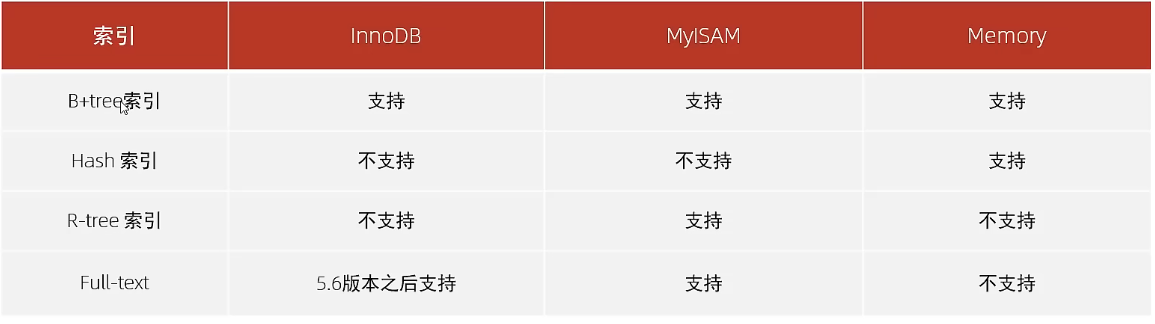 索引 InnoDB MyISAM Memory
B+tree索引 支持 支持 支持
Hash 索引 不支持 不支持 支持
R-tree 索引 不支持 支持 不支持
Full-text 5.6版本之后支持 支持 不支持